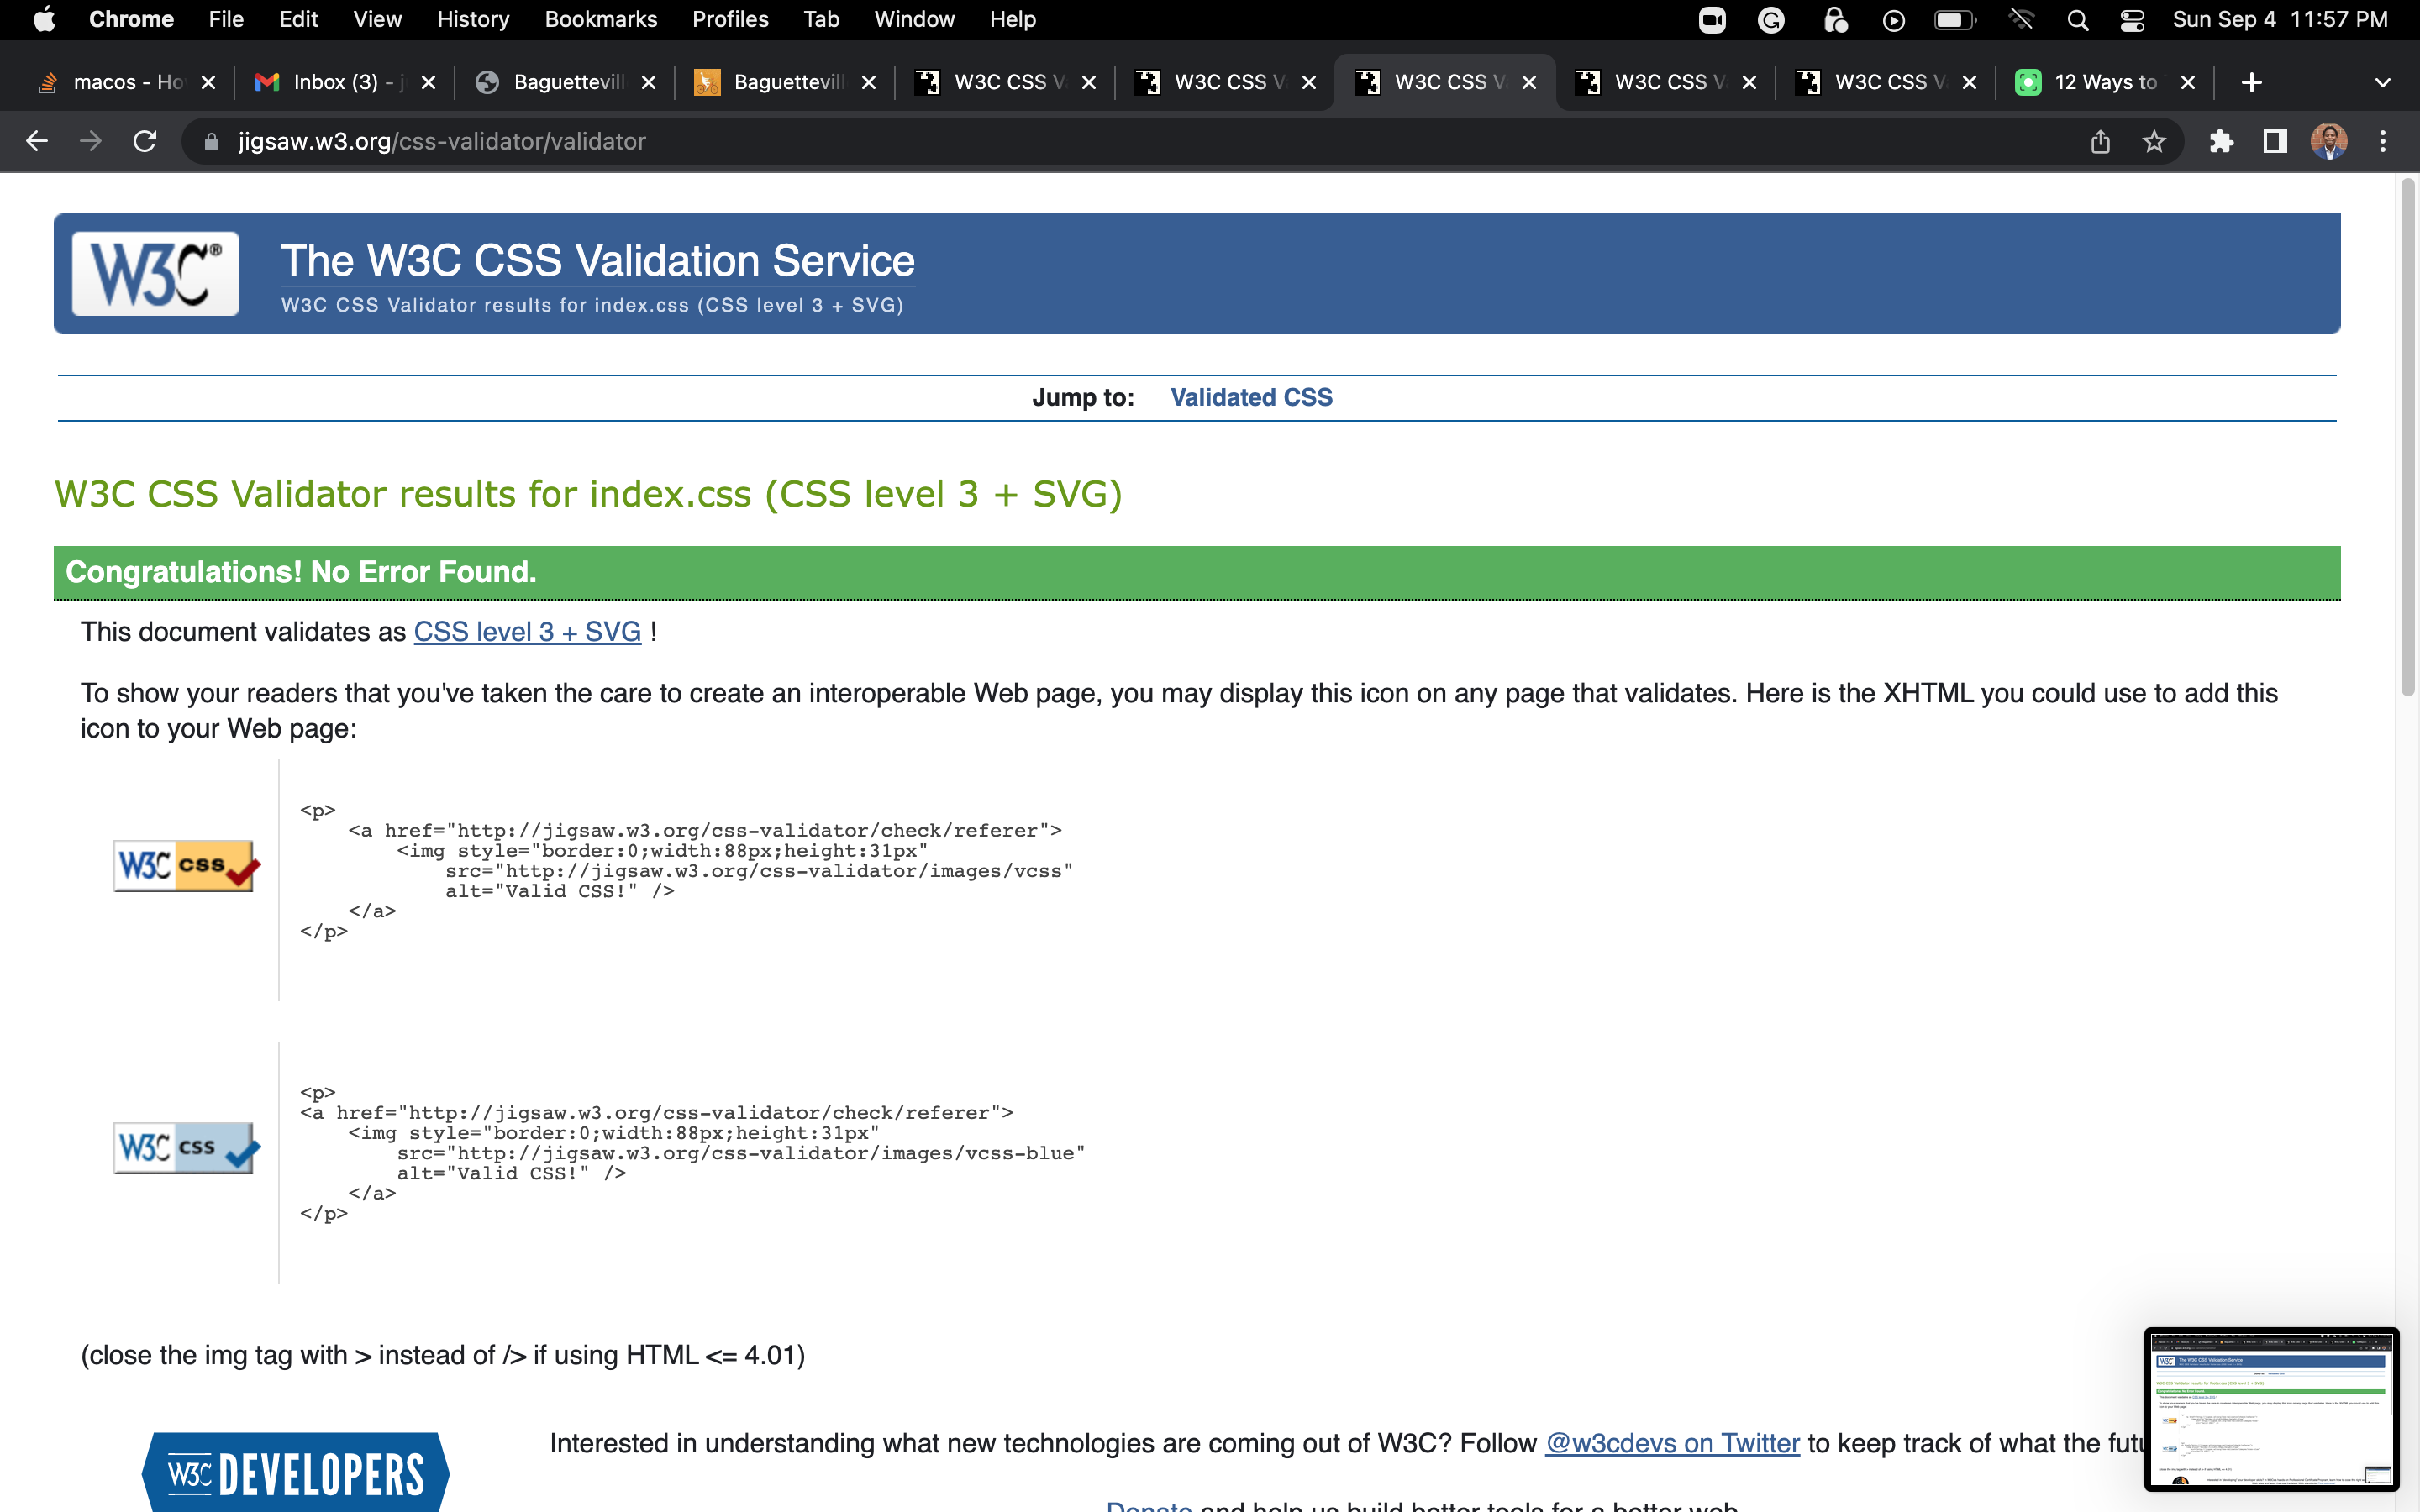 Chrome File Edit View History Bookmarks Profiles Tab Window Help Sun Sep 4 11:57 PM
macos - Ho Inbox (3) - j Baguettevill Baguettevill W3C CSS V W3C CSS V W3C CSS V W3C CSS V W3C CSS V 12 Ways to
jigsaw.w3.org/css-validator/validator
W3C® The W3C CSS Validation Service
W3C CSS Validator results for index.css (CSS level 3 + SVG)
Jump to: Validated CSS
W3C CSS Validator results for index.css (CSS level 3 + SVG)
Congratulations! No Error Found.
This document validates as CSS level 3 + SVG !
To show your readers that you've taken the care to create an interoperable Web page, you may display this icon on any page that validates. Here is the XHTML you could use to add this
icon to your Web page:
<p>
<a href="http://jigsaw.w3.org/css-validator/check/referer">
<img style="border:0;width:88px;height:31px"
W3C css
src="http://jigsaw.w3.org/css-validator/images/vcss"
alt="Valid CSS!" />
</a>
</p>
<p>
<a href="http://jigsaw.w3.org/css-validator/check/referer">
<img style="border:0;width:88px;height:31px"
W3C css
src="http://jigsaw.w3.org/css-validator/images/vcss-blue"
alt="Valid CSS!" />
</a>
</p>
(close the img tag with > instead of /> if using HTML <= 4.01)
Interested in understanding what new technologies are coming out of W3C? Follow @w3cdevs on Twitter to keep track of what the futu
W3C DEVELOPERS
Donate and help us build better tools for a better web